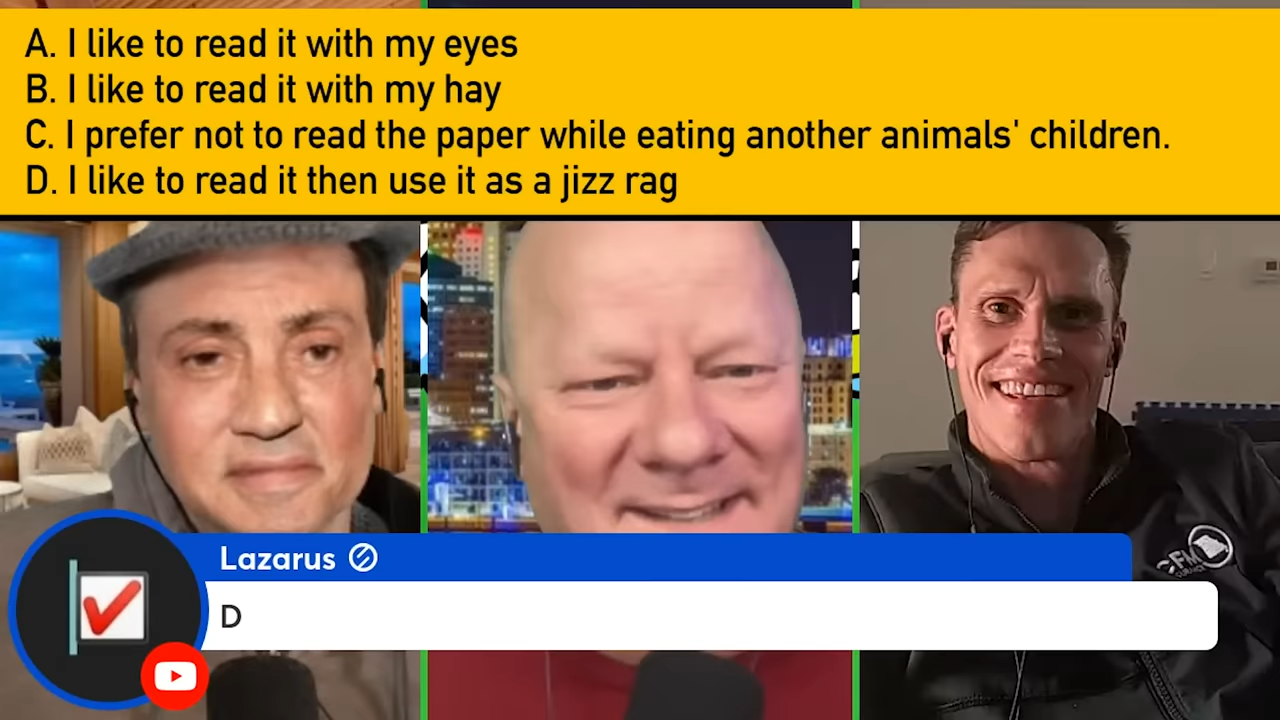 A. I like to read it with my eyes
B. I like to read it with my hay
C. I prefer not to read the paper while eating another animals' children.
D. I like to read it then use it as a jizz rag
Lazarus
D